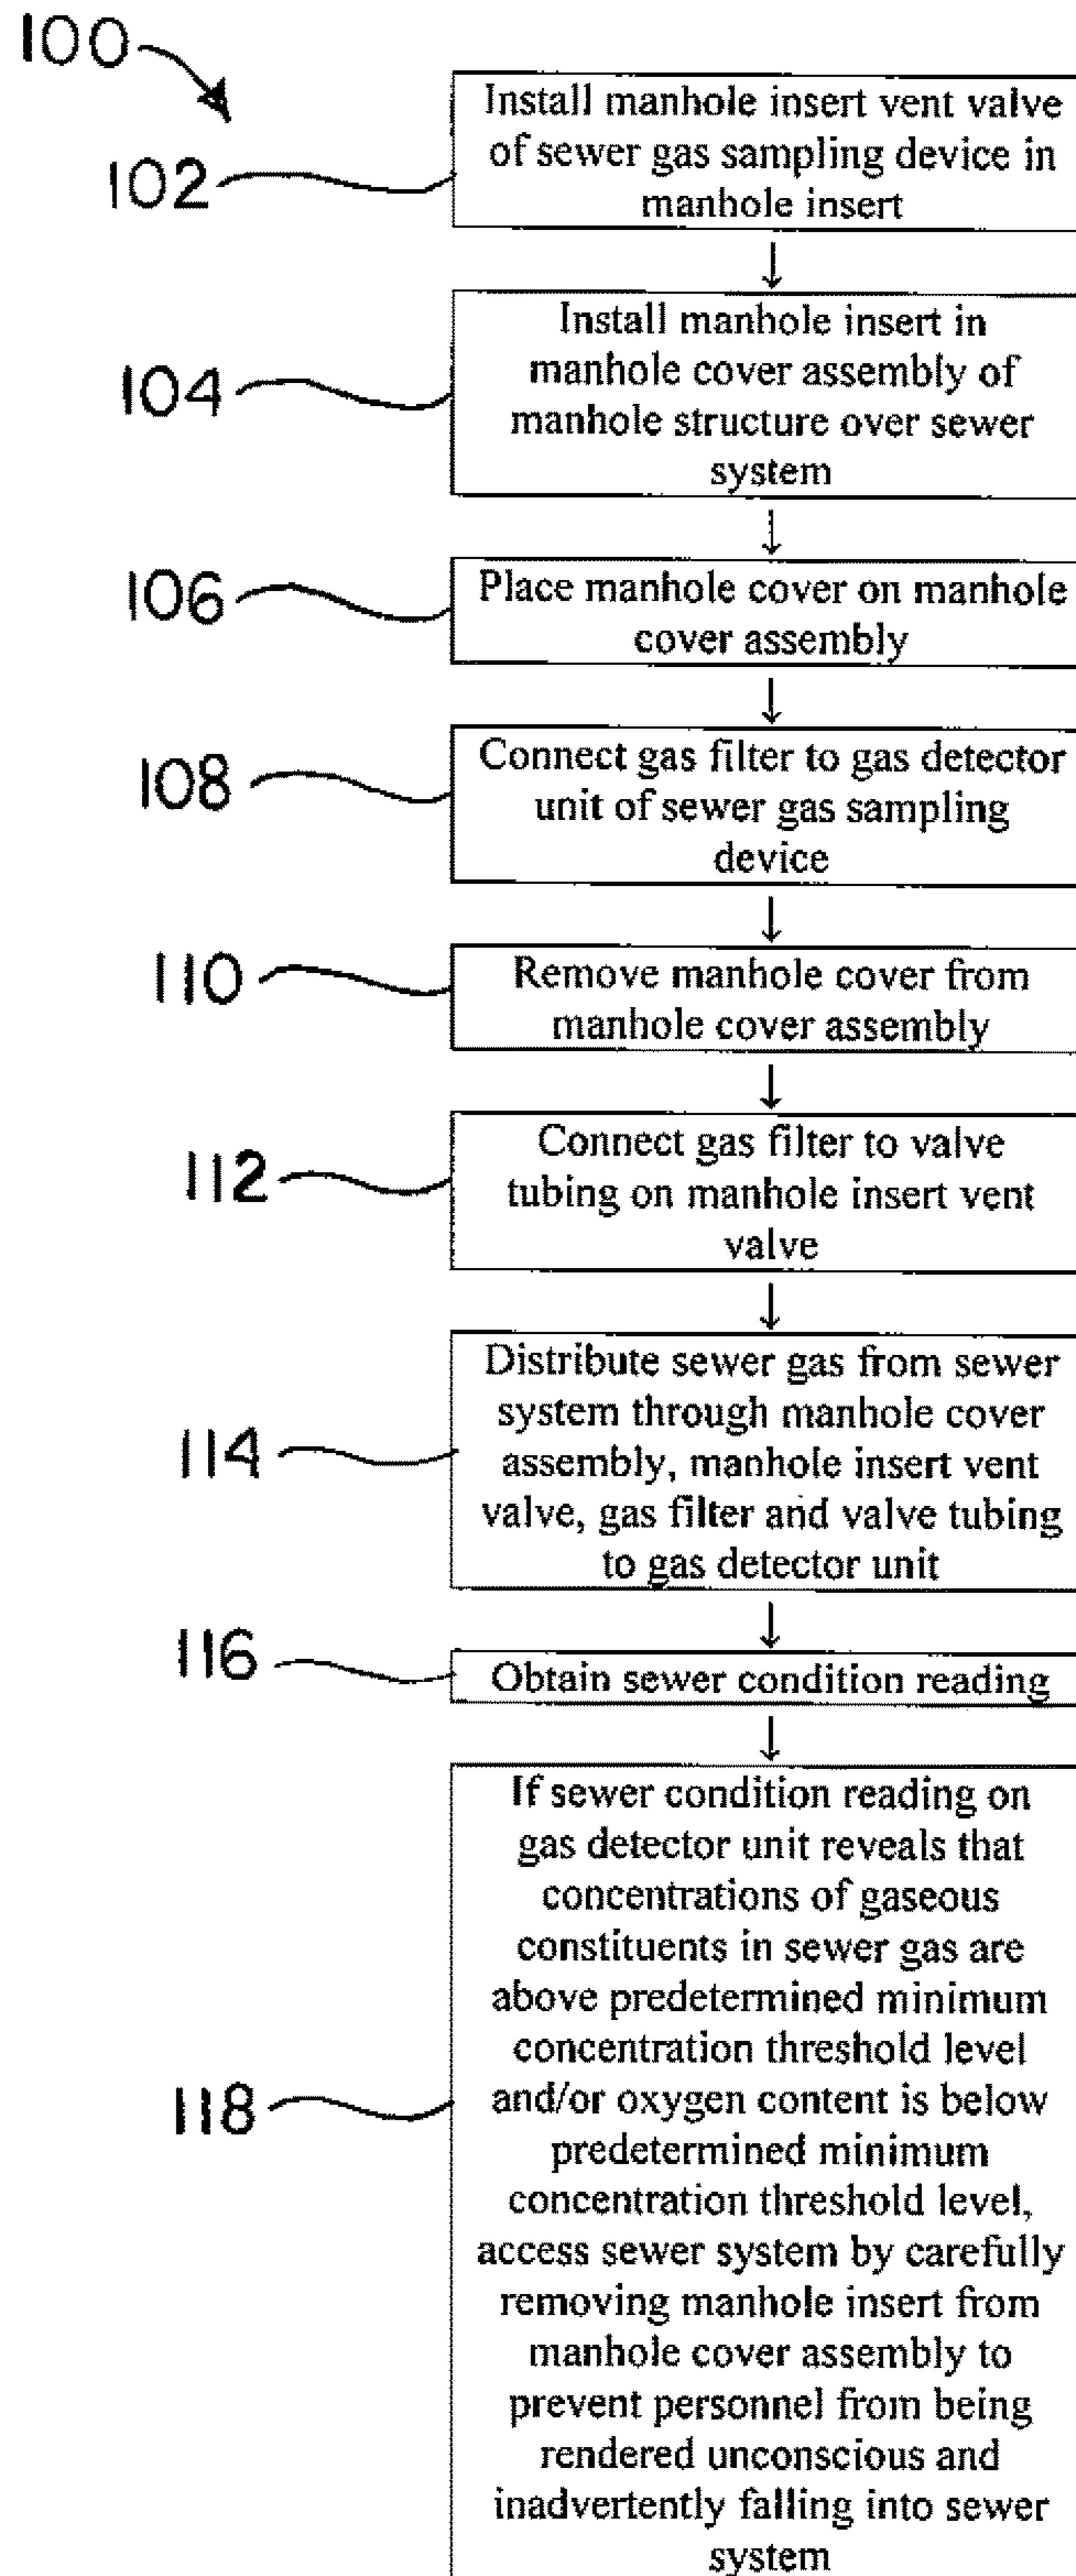 100
102
Install manhole insert vent valve
of sewer gas sampling device in
manhole insert
104
Install manhole insert in
manhole cover assembly of
manhole structure over sewer
system
106
Place manhole cover on manhole
cover assembly
108
Connect gas filter to gas detector
unit of sewer gas sampling
device
110
Remove manhole cover from
manhole cover assembly
112
Connect gas filter to valve
tubing on manhole insert vent
valve
114
Distribute sewer gas from sewer
system through manhole cover
assembly, manhole insert vent
valve, gas filter and valve tubing
to gas detector unit
116
Obtain sewer condition reading
118
If sewer condition reading on
gas detector unit reveals that
concentrations of gaseous
constituents in sewer gas are
above predetermined minimum
concentration threshold level
and/or oxygen content is below
predetermined minimum
concentration threshold level,
access sewer system by carefully
removing manhole insert from
manhole cover assembly to
prevent personnel from being
rendered unconscious and
inadvertently falling into sewer
system